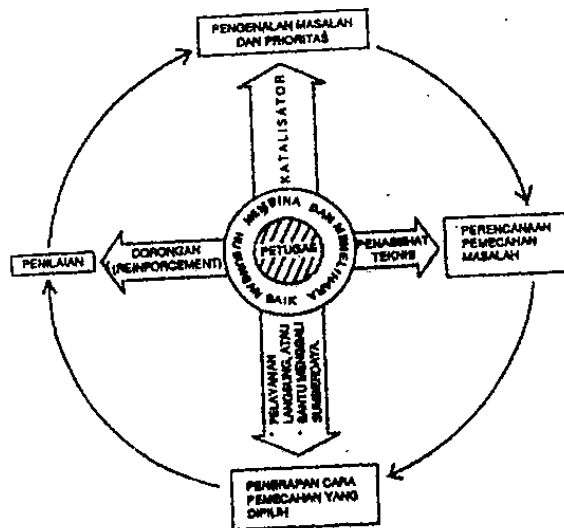 PENGENALAN MASALAH
DAN PRIORITAS
KATALISATOR
MEMBINA DAN MEMELIHARA
HUBUNGAN BAIK
PETUGAS
DORONGAN
(REINFORCEMENT)
PENILAIAN
PENASEHAT
TEKNIS
PERENCANAAN
PEMECAHAN
MASALAH
• PELAYANAN
LANGSUNG, ATAU
• BANTU MENGGALI
SUMBERDAYA
PENERAPAN CARA
PEMECAHAN YANG
DIPILIH